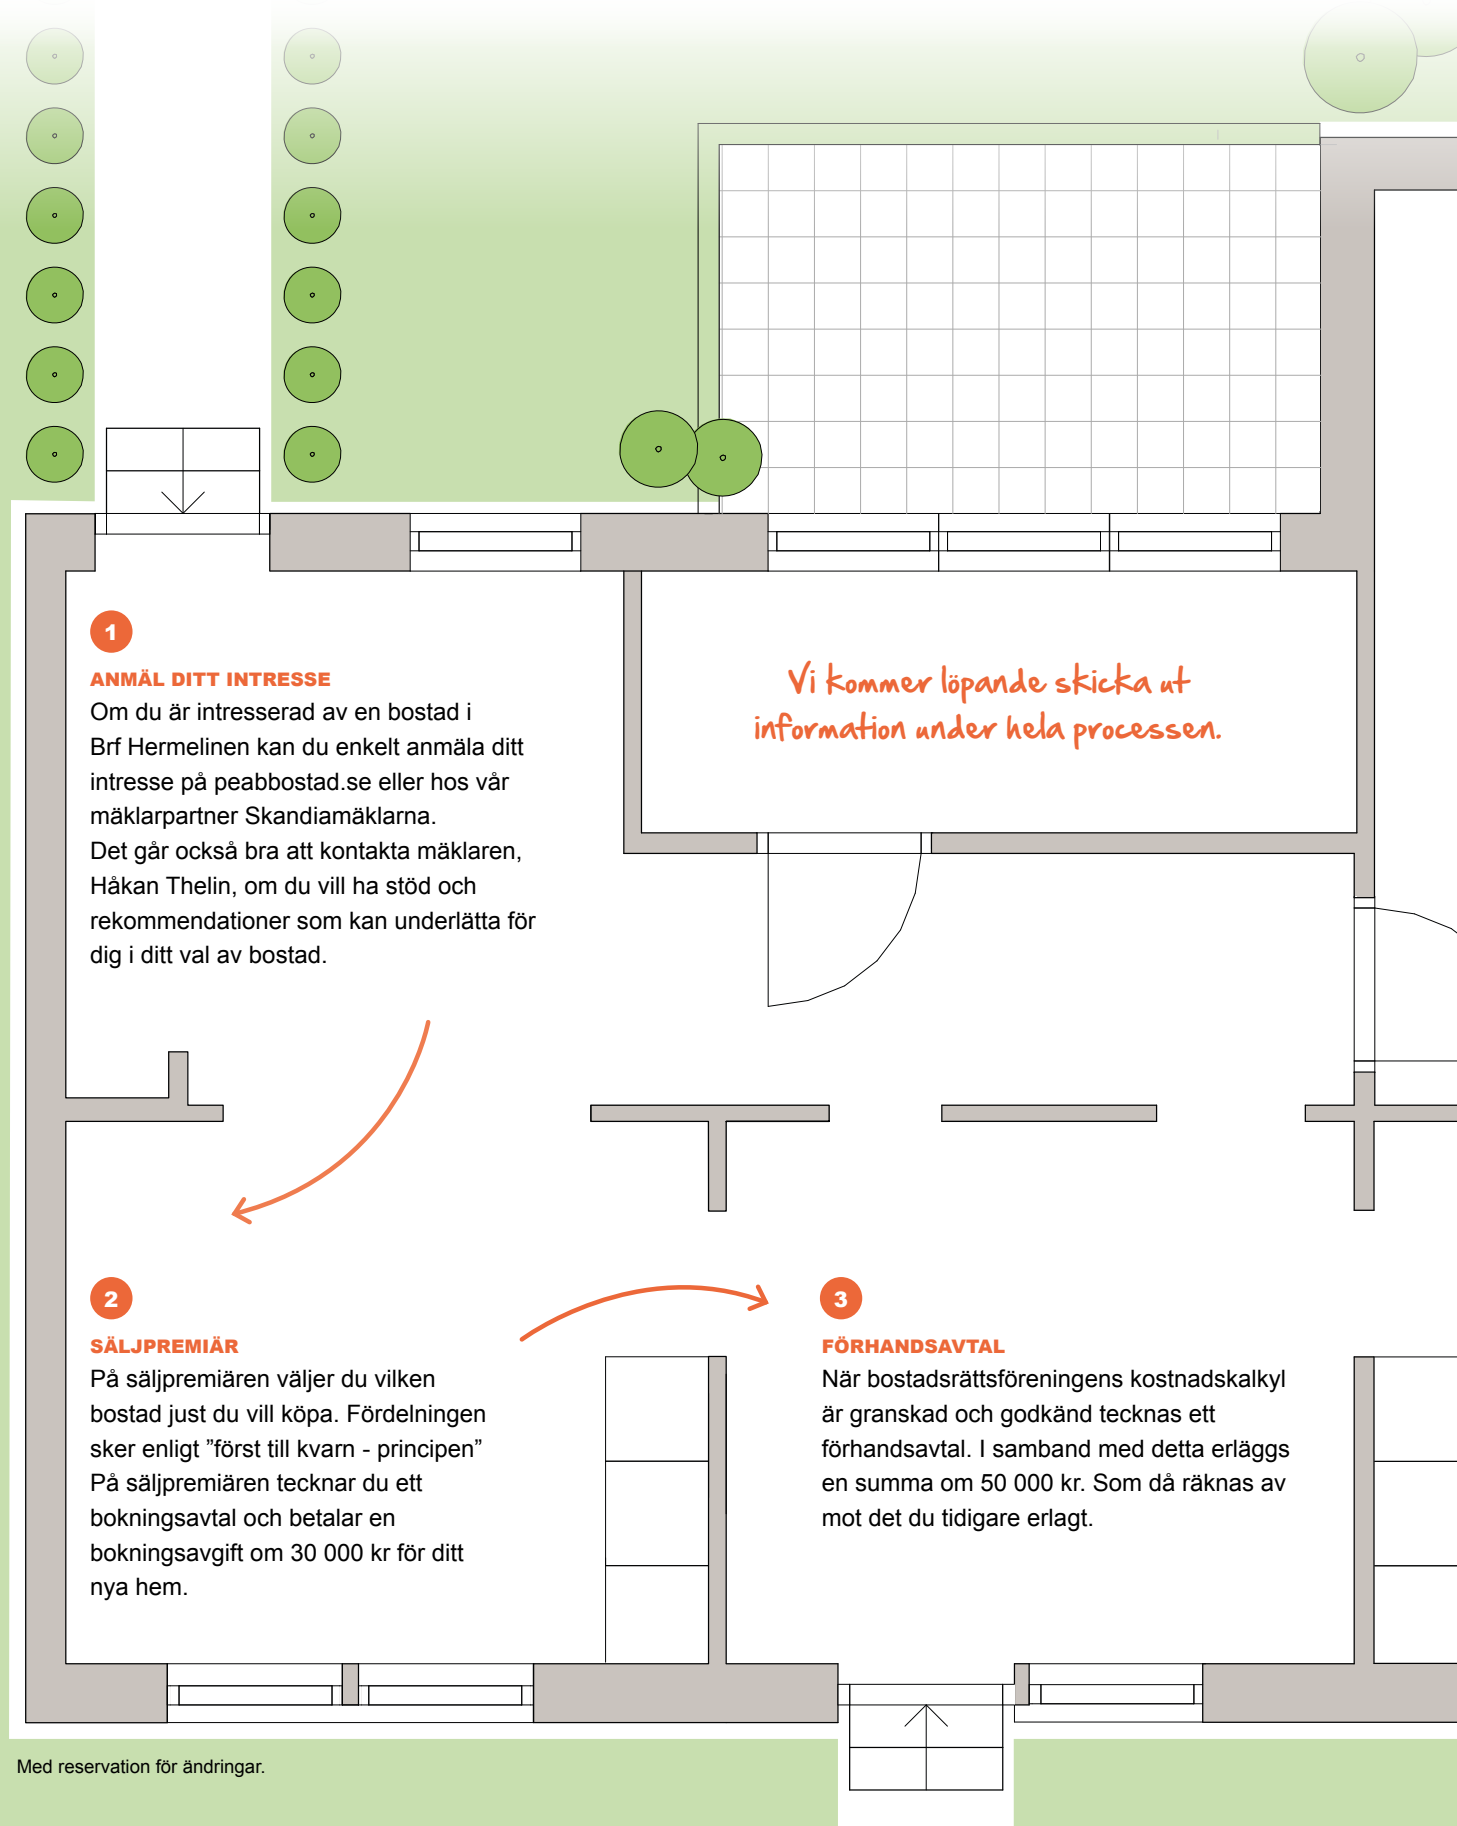 1
ANMÄL DITT INTRESSE
Om du är intresserad av en bostad i
Brf Hermelinen kan du enkelt anmäla ditt
intresse på peabbostad.se eller hos vår
mäklarpartner Skandiamäklarna.
Det går också bra att kontakta mäklaren,
Håkan Thelin, om du vill ha stöd och
rekommendationer som kan underlätta för
dig i ditt val av bostad.
Vi kommer löpande skicka ut
information under hela processen.
2
SÄLJPREMIÄR
På säljpremiären väljer du vilken
bostad just du vill köpa. Fördelningen
sker enligt ”först till kvarn - principen”
På säljpremiären tecknar du ett
bokningsavtal och betalar en
bokningsavgift om 30 000 kr för ditt
nya hem.
3
FÖRHANDSAVTAL
När bostadsrättsföreningens kostnadskalkyl
är granskad och godkänd tecknas ett
förhandsavtal. I samband med detta erläggs
en summa om 50 000 kr. Som då räknas av
mot det du tidigare erlagt.
Med reservation för ändringar.